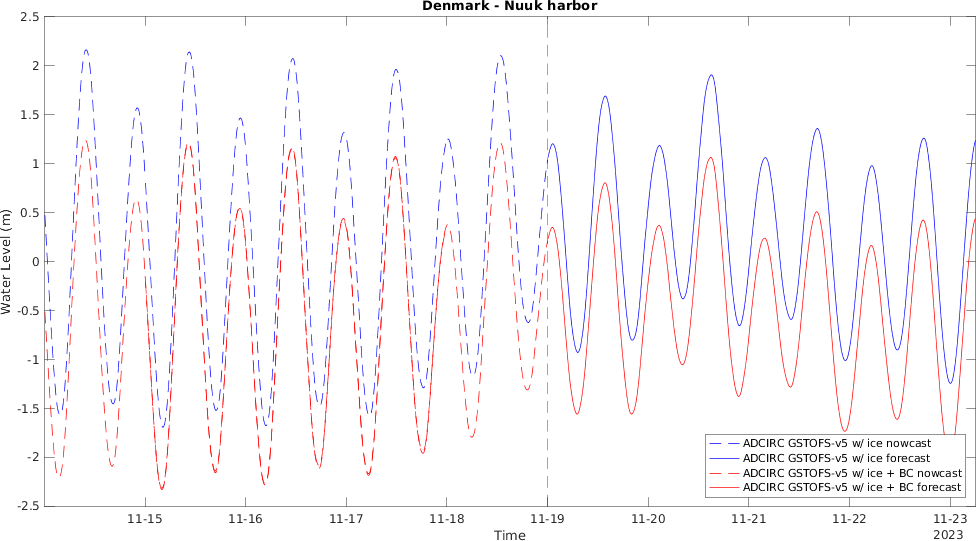 Denmark - Nuuk harbor
2.5
2
1.5
1
0.5
0
-0.5
-1
-1.5
-2
-2.5
Water Level (m)
ADCIRC GSTOFS-v5 w/ ice nowcast
ADCIRC GSTOFS-v5 w/ ice forecast
ADCIRC GSTOFS-v5 w/ ice + BC nowcast
ADCIRC GSTOFS-v5 w/ ice + BC forecast
11-15 11-16 11-17 11-18 11-19 11-20 11-21 11-22 11-23
Time
2023